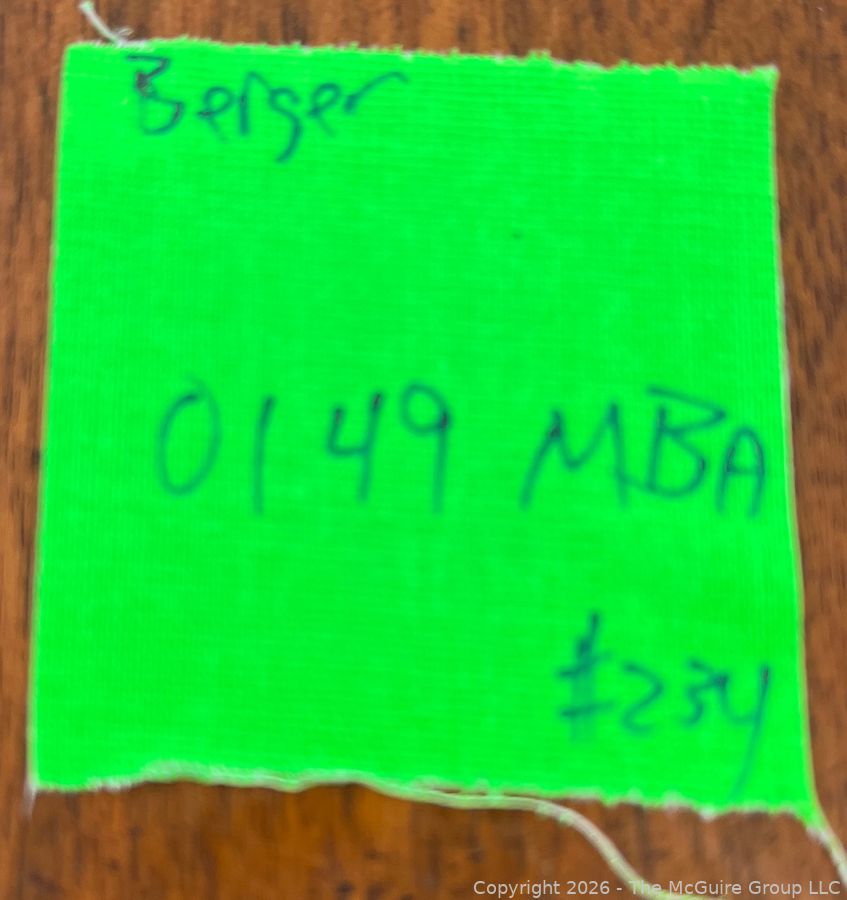 Berger
0149 MBA
#234
Copyright 2026 - The McGuire Group LLC